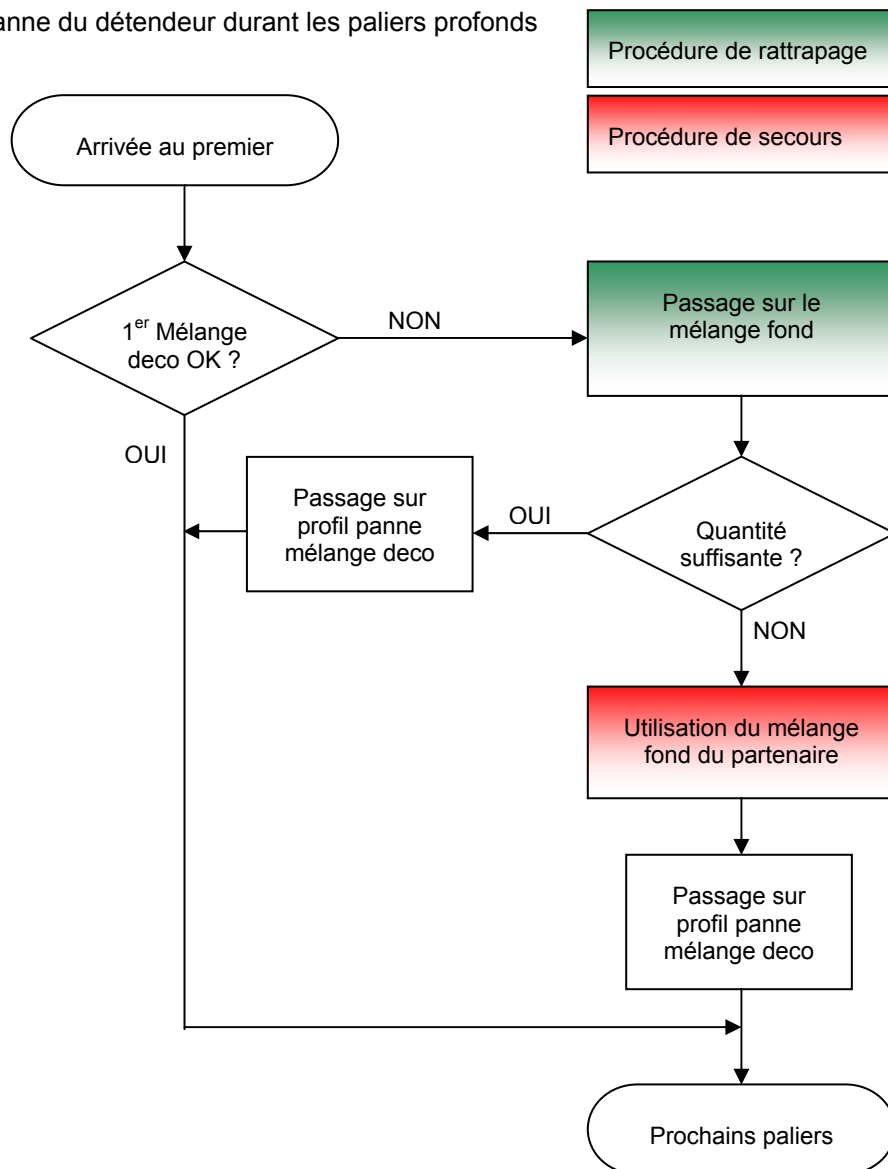 anne du détendeur durant les paliers profonds
Procédure de rattrapage
Procédure de secours
Arrivée au premier
1er Mélange
deco OK ?
NON
Passage sur le
mélange fond
OUI
Passage sur
profil panne
mélange deco
OUI
Quantité
suffisante ?
NON
Utilisation du mélange
fond du partenaire
Passage sur
profil panne
mélange deco
Prochains paliers